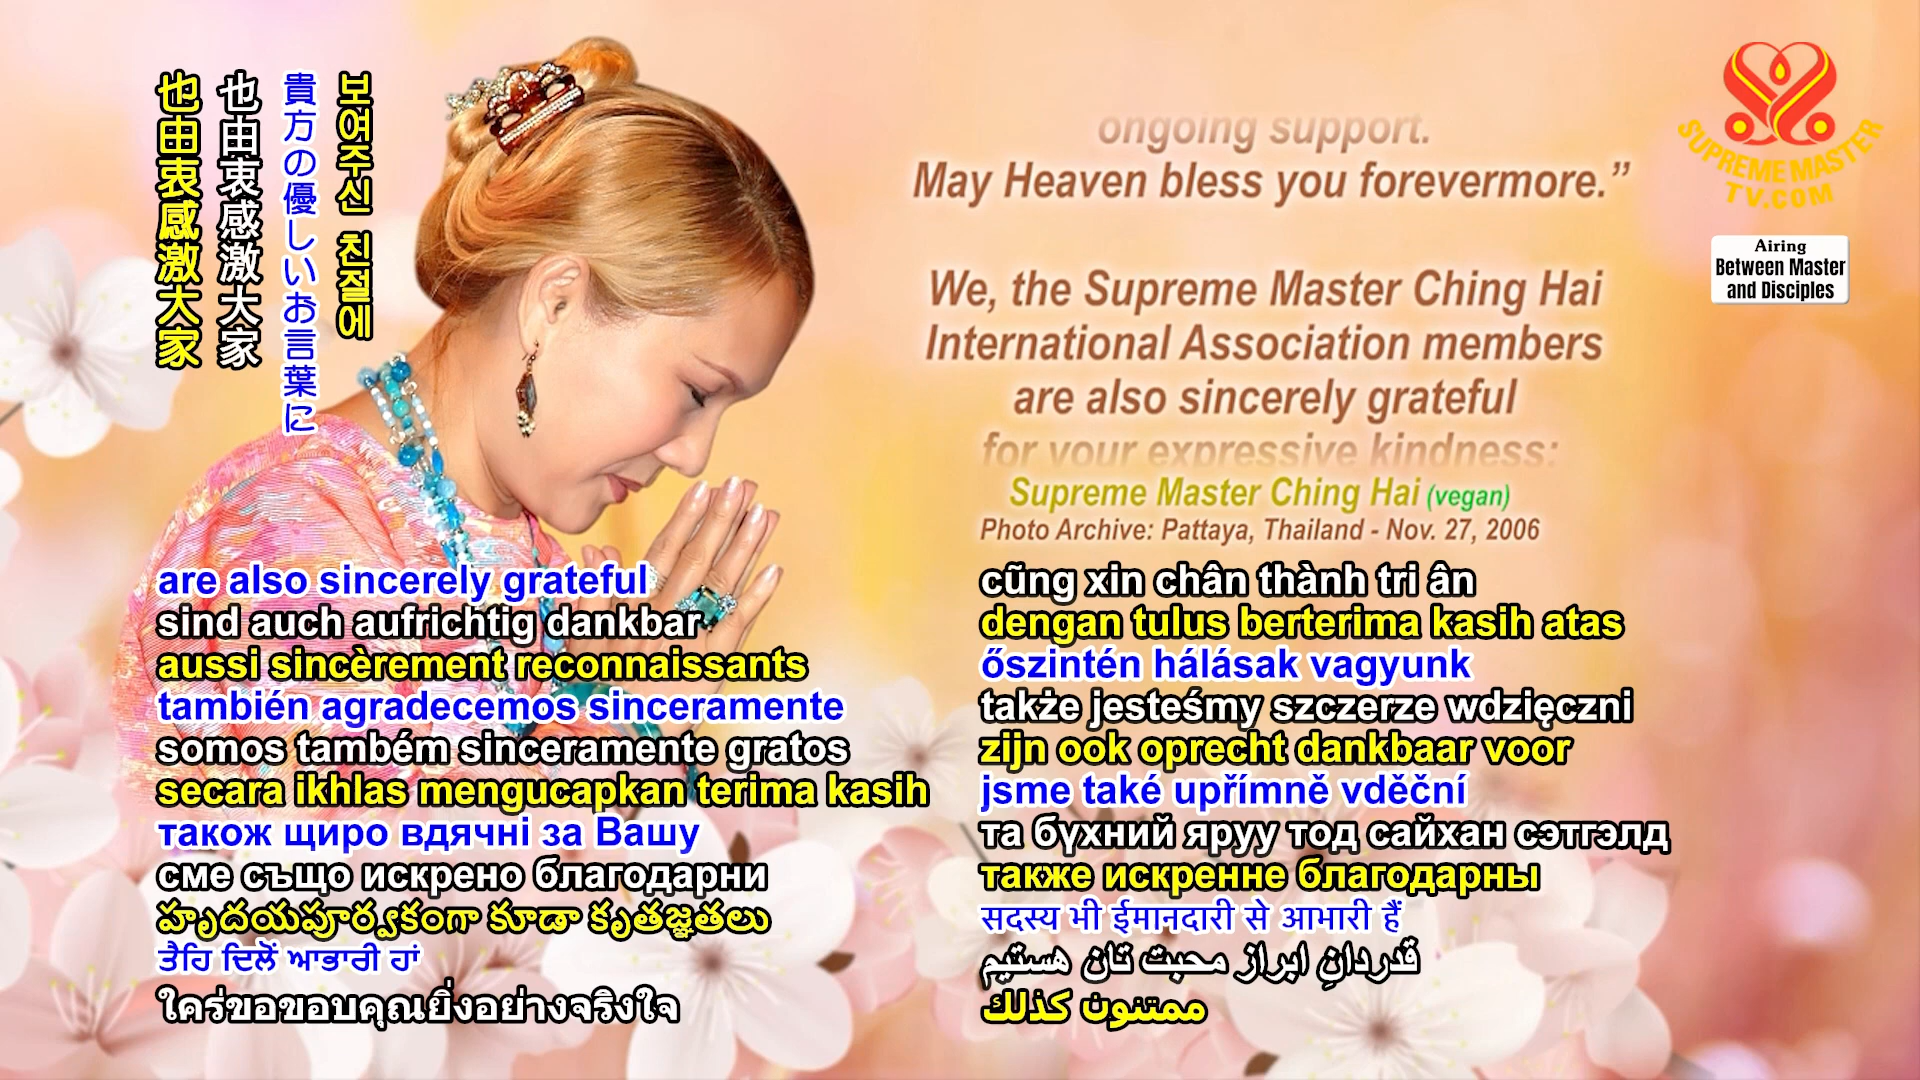 也由衷感激大家
也由衷感激大家
貴方の優しいお言葉に
보여주신 친절에
ongoing support.
May Heaven bless you forevermore.”
We, the Supreme Master Ching Hai
International Association members
are also sincerely grateful
for your expressive kindness:
Supreme Master Ching Hai (vegan)
Photo Archive: Pattaya, Thailand - Nov. 27, 2006
SUPREME MASTER
TV.COM
Airing
Between Master
and Disciples
are also sincerely grateful
sind auch aufrichtig dankbar
aussi sincèrement reconnaissants
también agradecemos sinceramente
somos também sinceramente gratos
secara ikhlas mengucapkan terima kasih
також щиро вдячні за Вашу
сме също искрено благодарни
హృదయపూర్వకంగా కూడా కృతజ్ఞతలు
ਤੈਹਿ ਦਿਲੋਂ ਆਭਾਰੀ ਹਾਂ
ใคร่ขอขอบคุณยิ่งอย่างจริงใจ
cũng xin chân thành tri ân
dengan tulus berterima kasih atas
őszintén hálásak vagyunk
także jesteśmy szczerze wdzięczni
zijn ook oprecht dankbaar voor
jsme také upřímně vděční
та бүхний яруу тод сайхан сэтгэлд
также искренне благодарны
सदस्य भी ईमानदारी से आभारी हैं
قدردانِ ابراز محبت تان هستیم
ممتنون كذلك